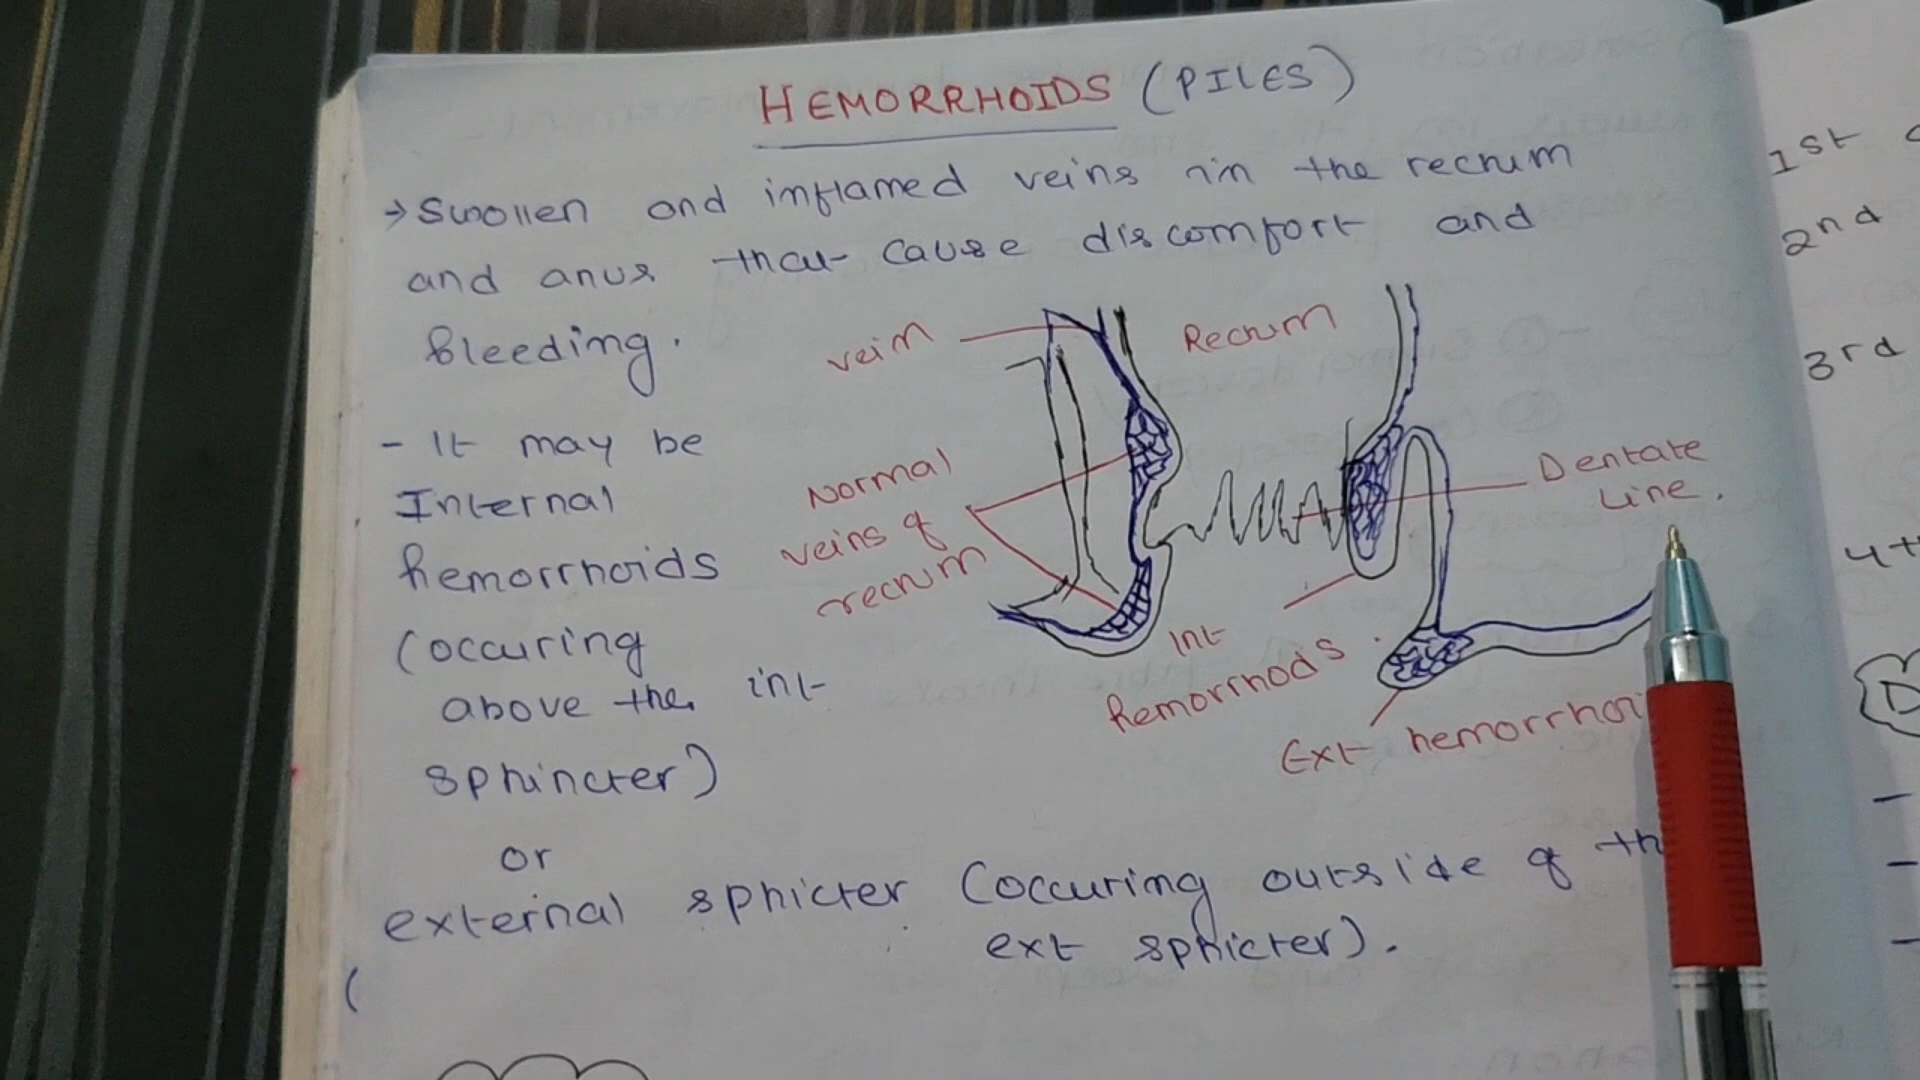 HEMORRHOIDS (PILES)
→ Swollen and inflamed veins in the rectum
and anus that cause discomfort and
bleeding.
- It may be
Internal
hemorrhoids
(occuring
above the int
sphincter)
or
external sphicter (occuring outside of th
ext sphicter).
(
vein
Rectum
Normal
veins of
rectum
Dentate
Line.
Int
hemorrhods.
Ext hemorrhoi
1st
2nd
3rd
4t
D